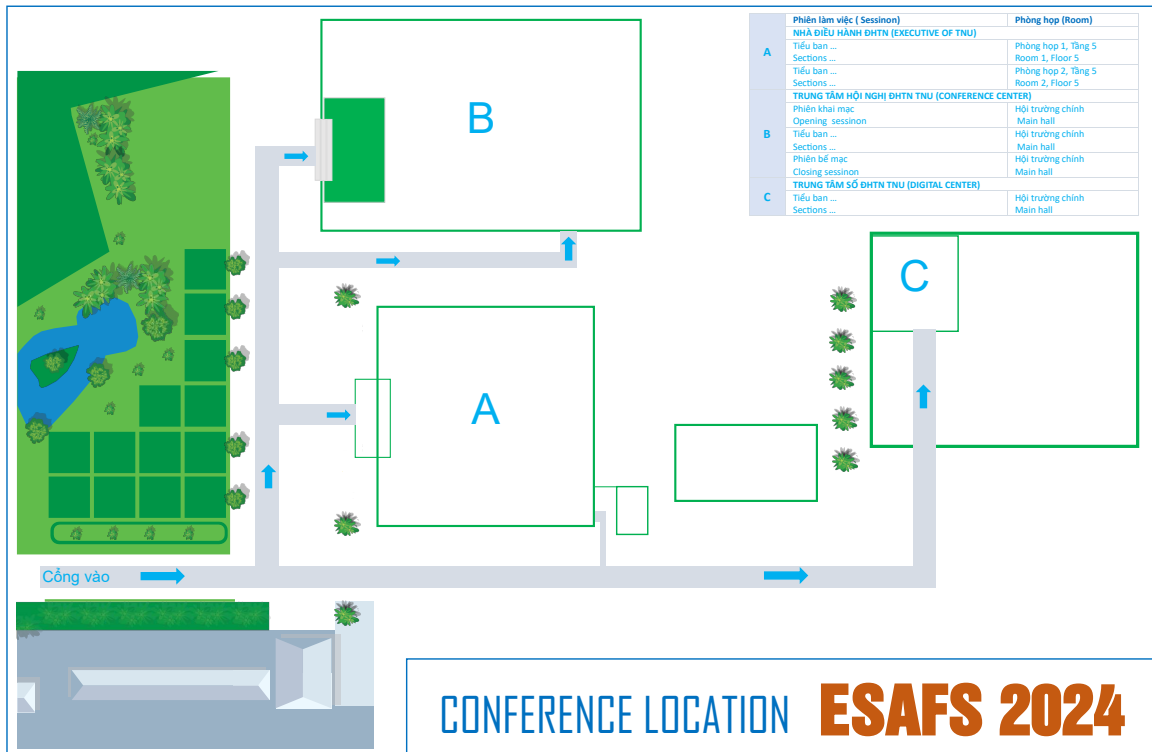 Phiên làm việc ( Sessinon) Phòng họp (Room)
A
NHÀ ĐIỀU HÀNH ĐHTN (EXECUTIVE OF TNU)
Tiểu ban ... Phòng họp 1, Tầng 5
Sections ... Room 1, Floor 5
Tiểu ban ... Phòng họp 2, Tầng 5
Sections ... Room 2, Floor 5
B
TRUNG TÂM HỘI NGHỊ ĐHTN TNU (CONFERENCE CENTER)
Phiên khai mạc Hội trường chính
Opening sessinon Main hall
Tiểu ban ... Hội trường chính
Sections ... Main hall
Phiên bế mạc Hội trường chính
Closing sessinon Main hall
C
TRUNG TÂM SỐ ĐHTN TNU (DIGITAL CENTER)
Tiểu ban ... Hội trường chính
Sections ... Main hall
B
C
A
Cổng vào
CONFERENCE LOCATION ESAFS 2024